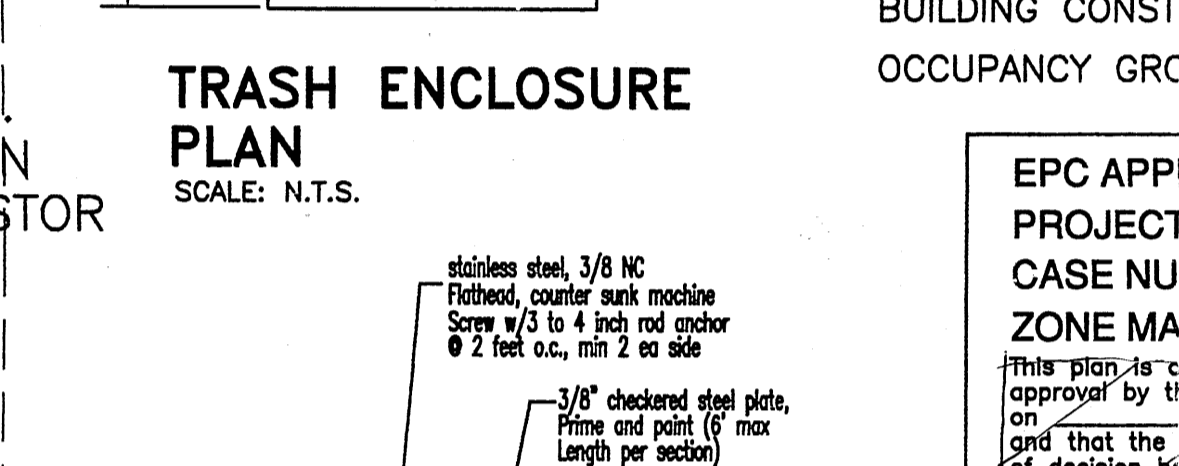 BUILDING CONST
OCCUPANCY GRO
TRASH ENCLOSURE
PLAN
SCALE: N.T.S.
N
STOR
stainless steel, 3/8 NC
Flathead, counter sunk machine
Screw w/3 to 4 inch rod anchor
@ 2 feet o.c., min 2 ea side
3/8" checkered steel plate,
Prime and paint (6' max
Length per section)
EPC APP
PROJECT
CASE NU
ZONE MA
This plan is c
approval by th
on
and that the
of decision